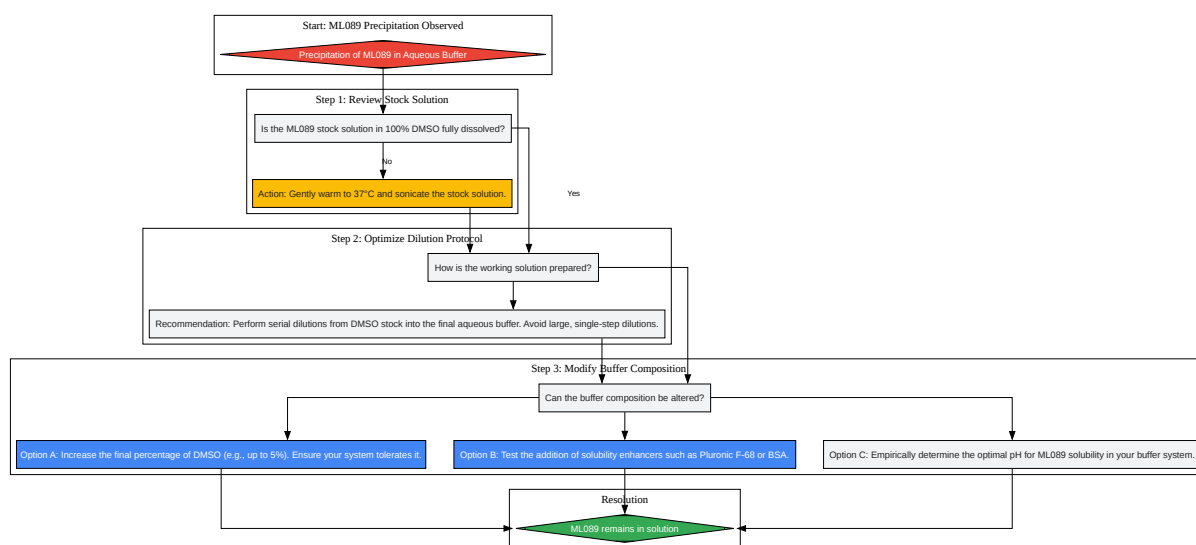 Start: ML089 Precipitation Observed
Precipitation of ML089 in Aqueous Buffer
Step 1: Review Stock Solution
Is the ML089 stock solution in 100% DMSO fully dissolved?
No
Action: Gently warm to 37°C and sonicate the stock solution.
Yes
Step 2: Optimize Dilution Protocol
How is the working solution prepared?
Recommendation: Perform serial dilutions from DMSO stock into the final aqueous buffer. Avoid large, single-step dilutions.
Step 3: Modify Buffer Composition
Can the buffer composition be altered?
Option A: Increase the final percentage of DMSO (e.g., up to 5%). Ensure your system tolerates it.
Option B: Test the addition of solubility enhancers such as Pluronic F-68 or BSA.
Option C: Empirically determine the optimal pH for ML089 solubility in your buffer system.
Resolution
ML089 remains in solution